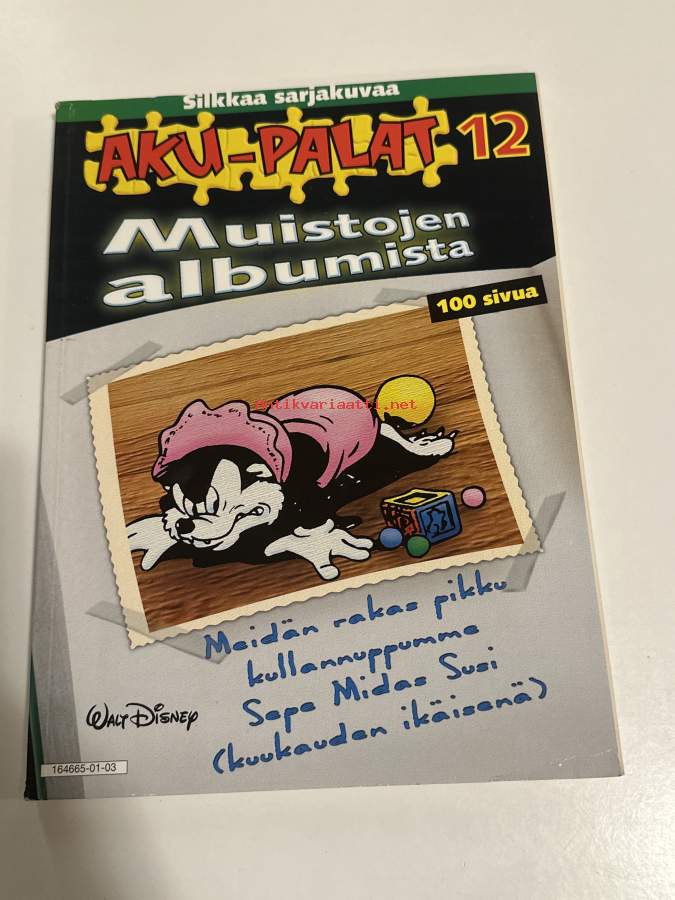 Silkkaa sarjakuvaa
AKU-PALAT 12
Muistojen
albumista
100 sivua
antikvariaatti.net
Meidän rakas pikku
kullannuppumme
Sepe Midas Susi
(kuukauden ikäisenä)
WALT DISNEY
164665-01-03